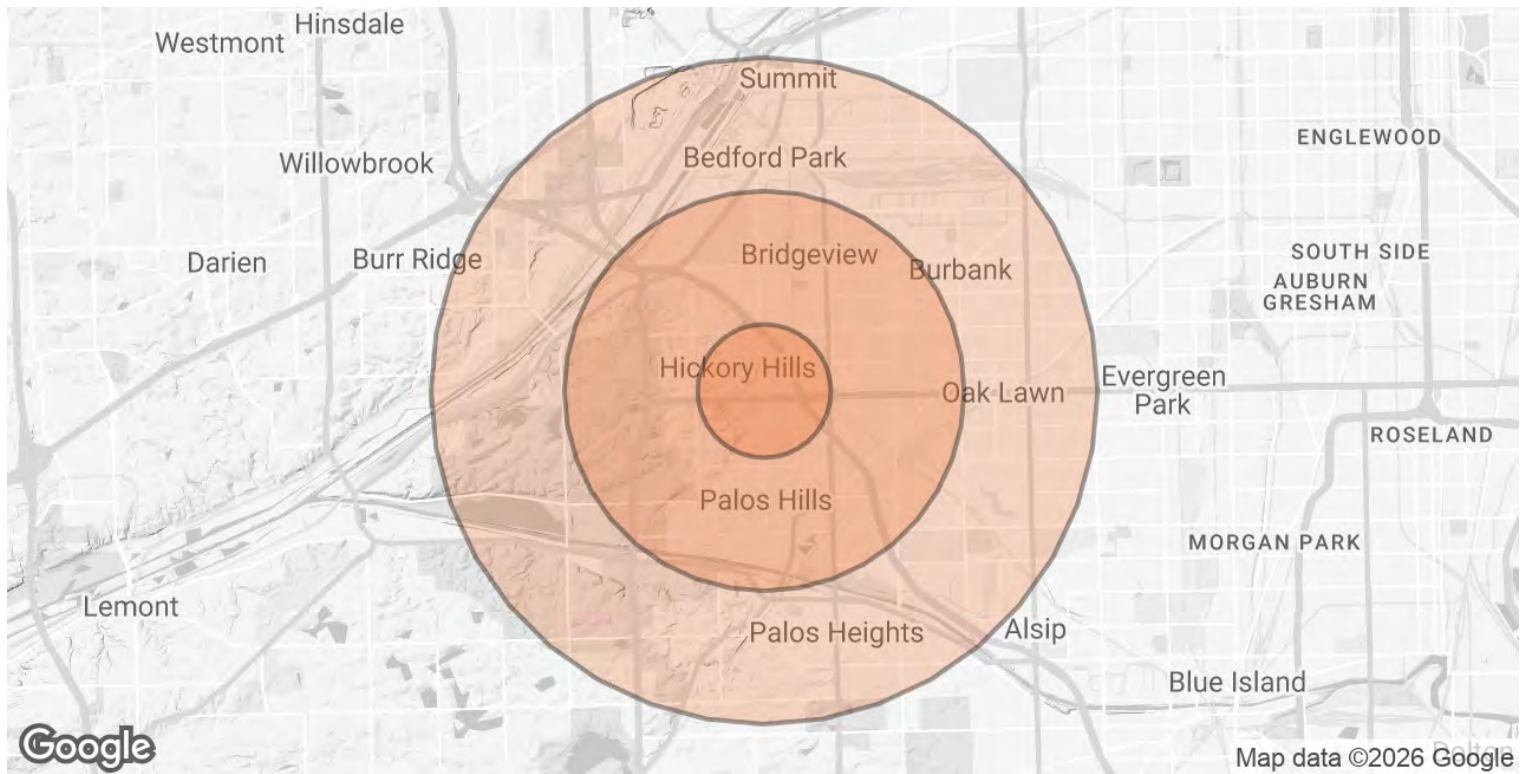 Hinsdale
Westmont
Summit
ENGLEWOOD
Bedford Park
Willowbrook
SOUTH SIDE
Bridgeview
Burr Ridge
Darien
Burbank
AUBURN
GRESHAM
Hickory Hills
Evergreen
Park
Oak Lawn
ROSELAND
Palos Hills
MORGAN PARK
Lemont
Alsip
Palos Heights
Blue Island
Google
Map data ©2026 Google